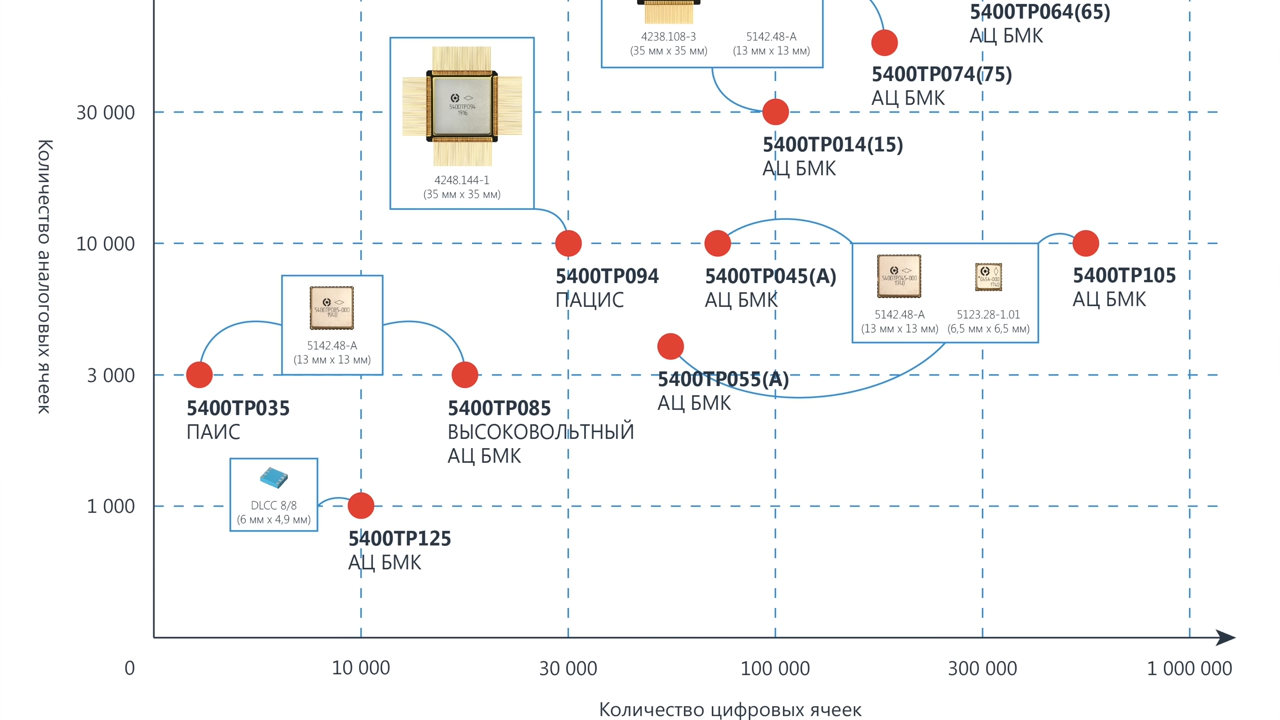 5400ТР064(65)
АЦ БМК
4238.108-3
(35 мм x 35 мм)
5142.48-А
(13 мм x 13 мм)
5400ТР074(75)
АЦ БМК
30 000
5400ТР094
4248.144-1
(35 мм x 35 мм)
5400ТР014(15)
АЦ БМК
Количество аналоговых ячеек
10 000
5400ТР094
ПАЦИС
5400ТР045(А)
АЦ БМК
5400ТР045-000
5142.48-А
(13 мм x 13 мм)
5123.28-1.01
(6,5 мм x 6,5 мм)
5400ТР105
АЦ БМК
5400ТР085-000
5142.48-А
(13 мм x 13 мм)
3 000
5400ТР035
ПАИС
5400ТР085
ВЫСОКОВОЛЬТНЫЙ
АЦ БМК
5400ТР055(А)
АЦ БМК
DLCC 8/8
(6 мм x 4,9 мм)
1 000
5400ТР125
АЦ БМК
0
10 000
30 000
100 000
300 000
1 000 000
Количество цифровых ячеек